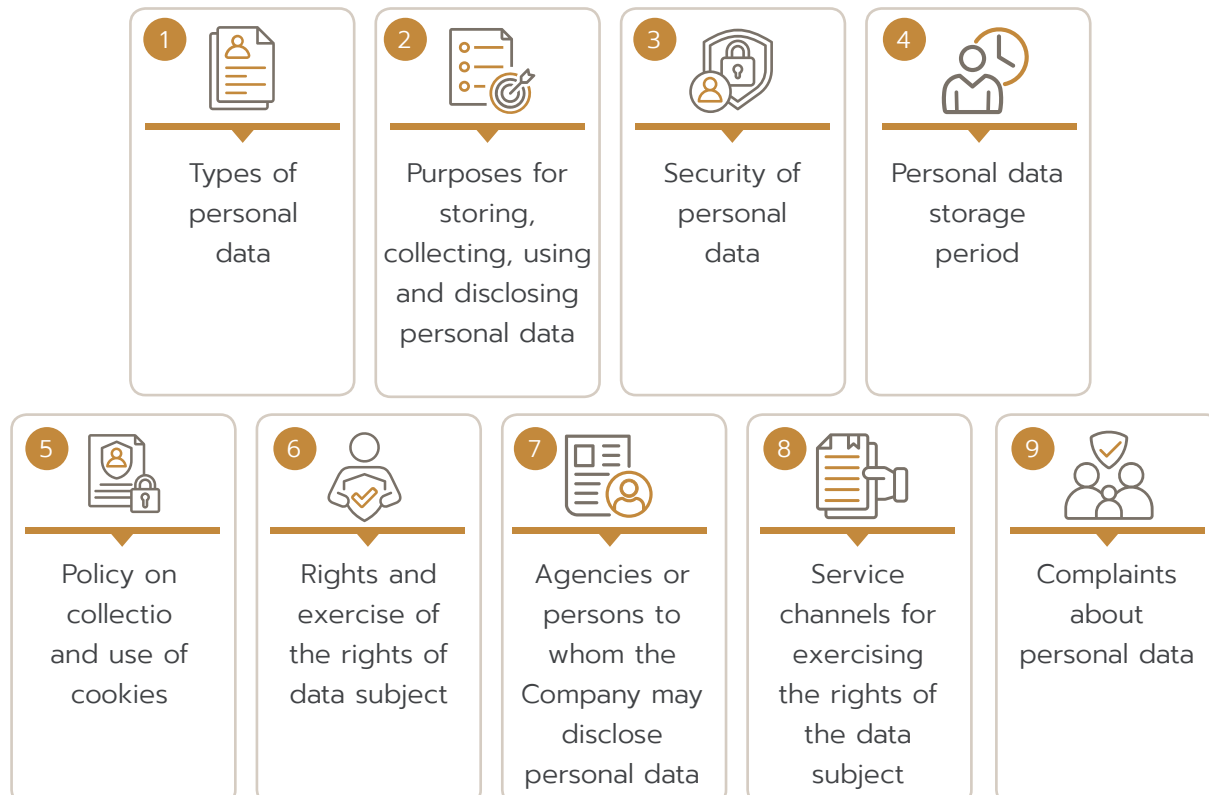 1
Types of
personal
data
2
Purposes for
storing,
collecting, using
and disclosing
personal data
3
Security of
personal
data
4
Personal data
storage
period
5
Policy on
collectio
and use of
cookies
6
Rights and
exercise of
the rights of
data subject
7
Agencies or
persons to
whom the
Company may
disclose
personal data
8
Service
channels for
exercising
the rights of
the data
subject
9
Complaints
about
personal data